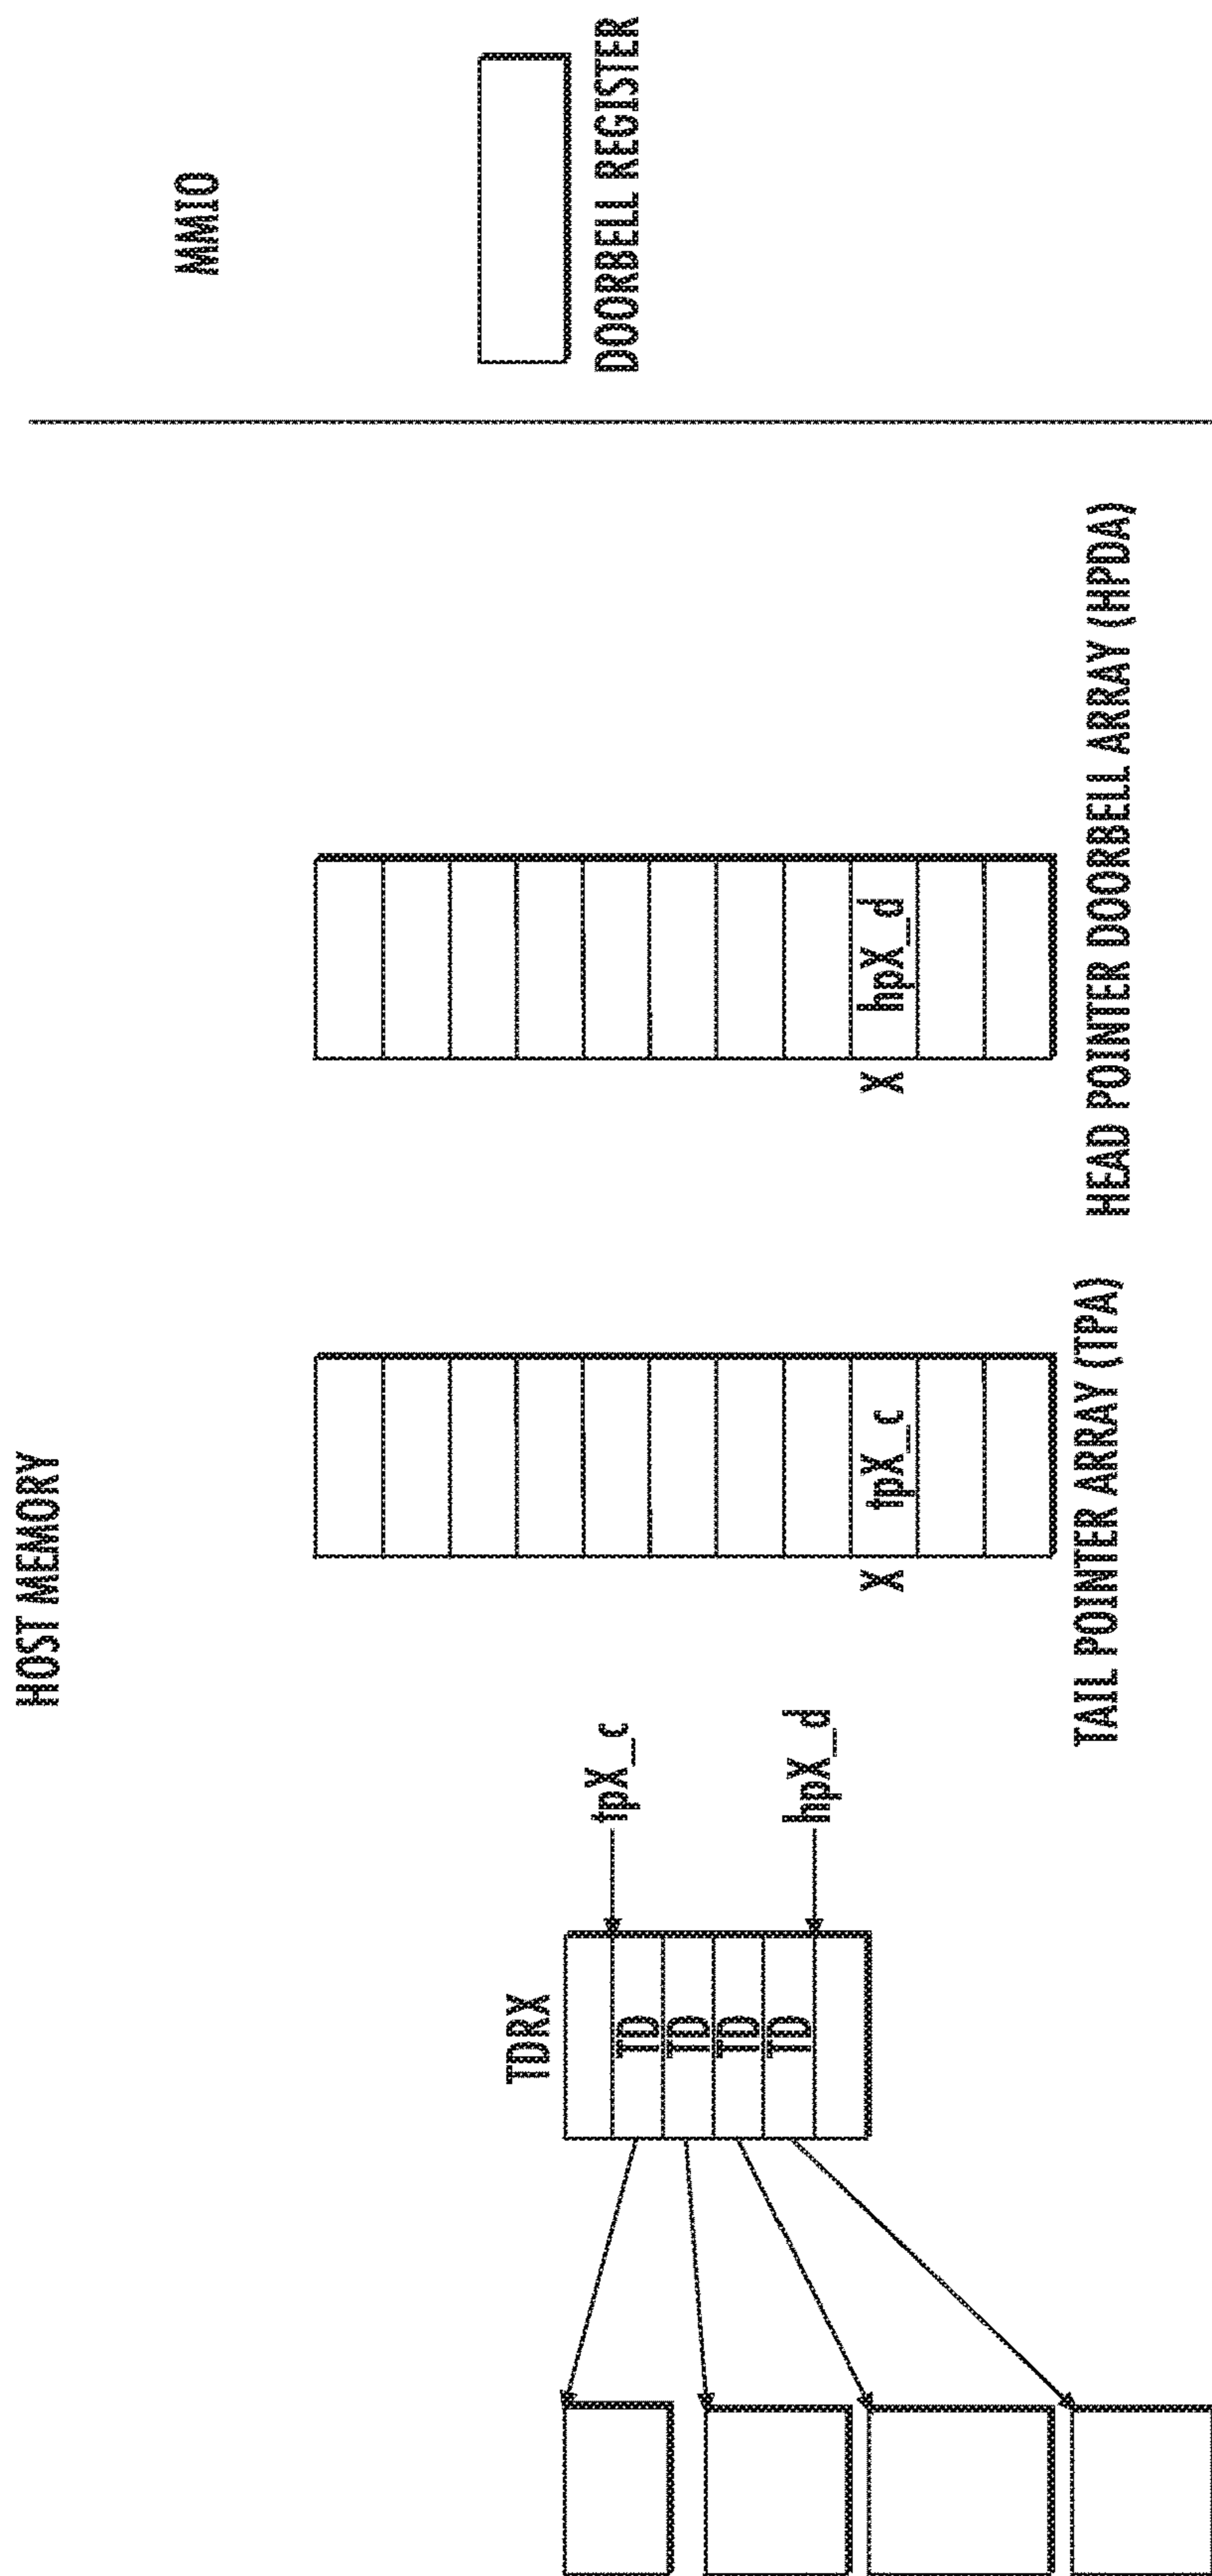 HOST MEMORY
MMIO
TDRX
tpX_c
DOORBELL REGISTER
TD
TD
TD
TD
hpX_d
X
tpX_c
X
hpX_d
TAIL POINTER ARRAY (TPA)
HEAD POINTER DOORBELL ARRAY (HPDA)